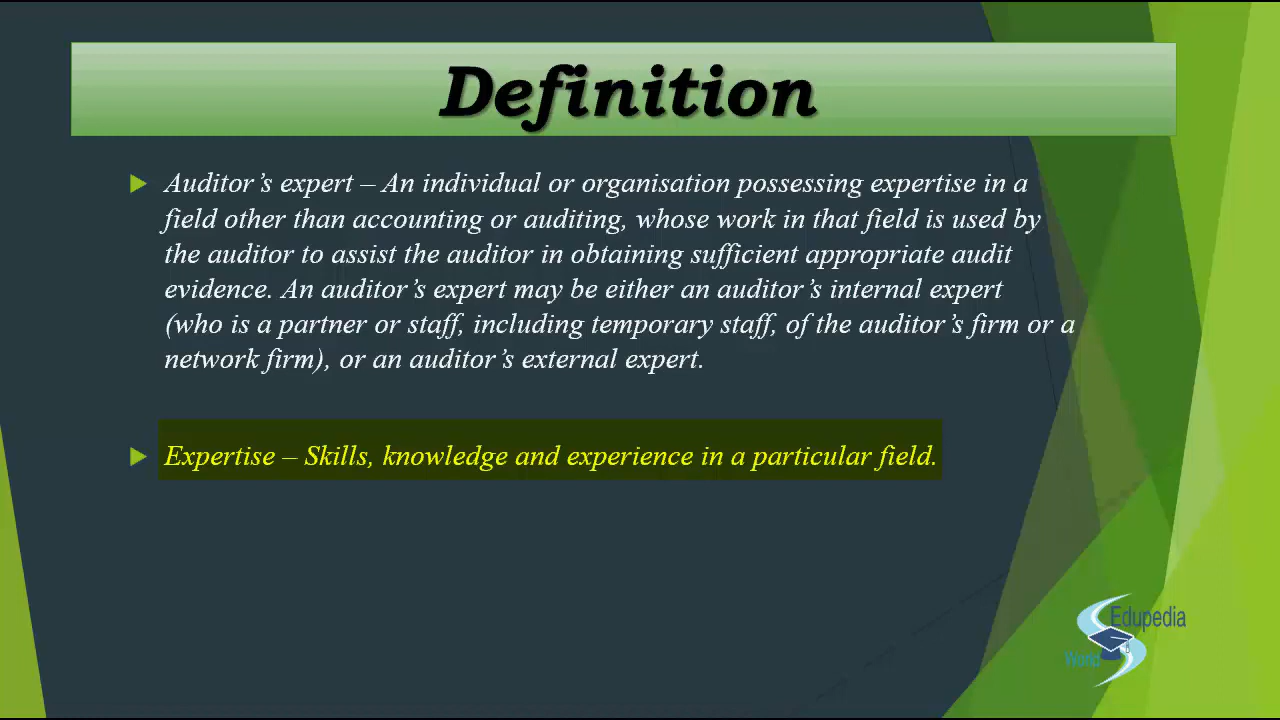 Definition
Auditor’s expert – An individual or organisation possessing expertise in a
field other than accounting or auditing, whose work in that field is used by
the auditor to assist the auditor in obtaining sufficient appropriate audit
evidence. An auditor’s expert may be either an auditor’s internal expert
(who is a partner or staff, including temporary staff, of the auditor’s firm or a
network firm), or an auditor’s external expert.
Expertise – Skills, knowledge and experience in a particular field.
Edupedia
World